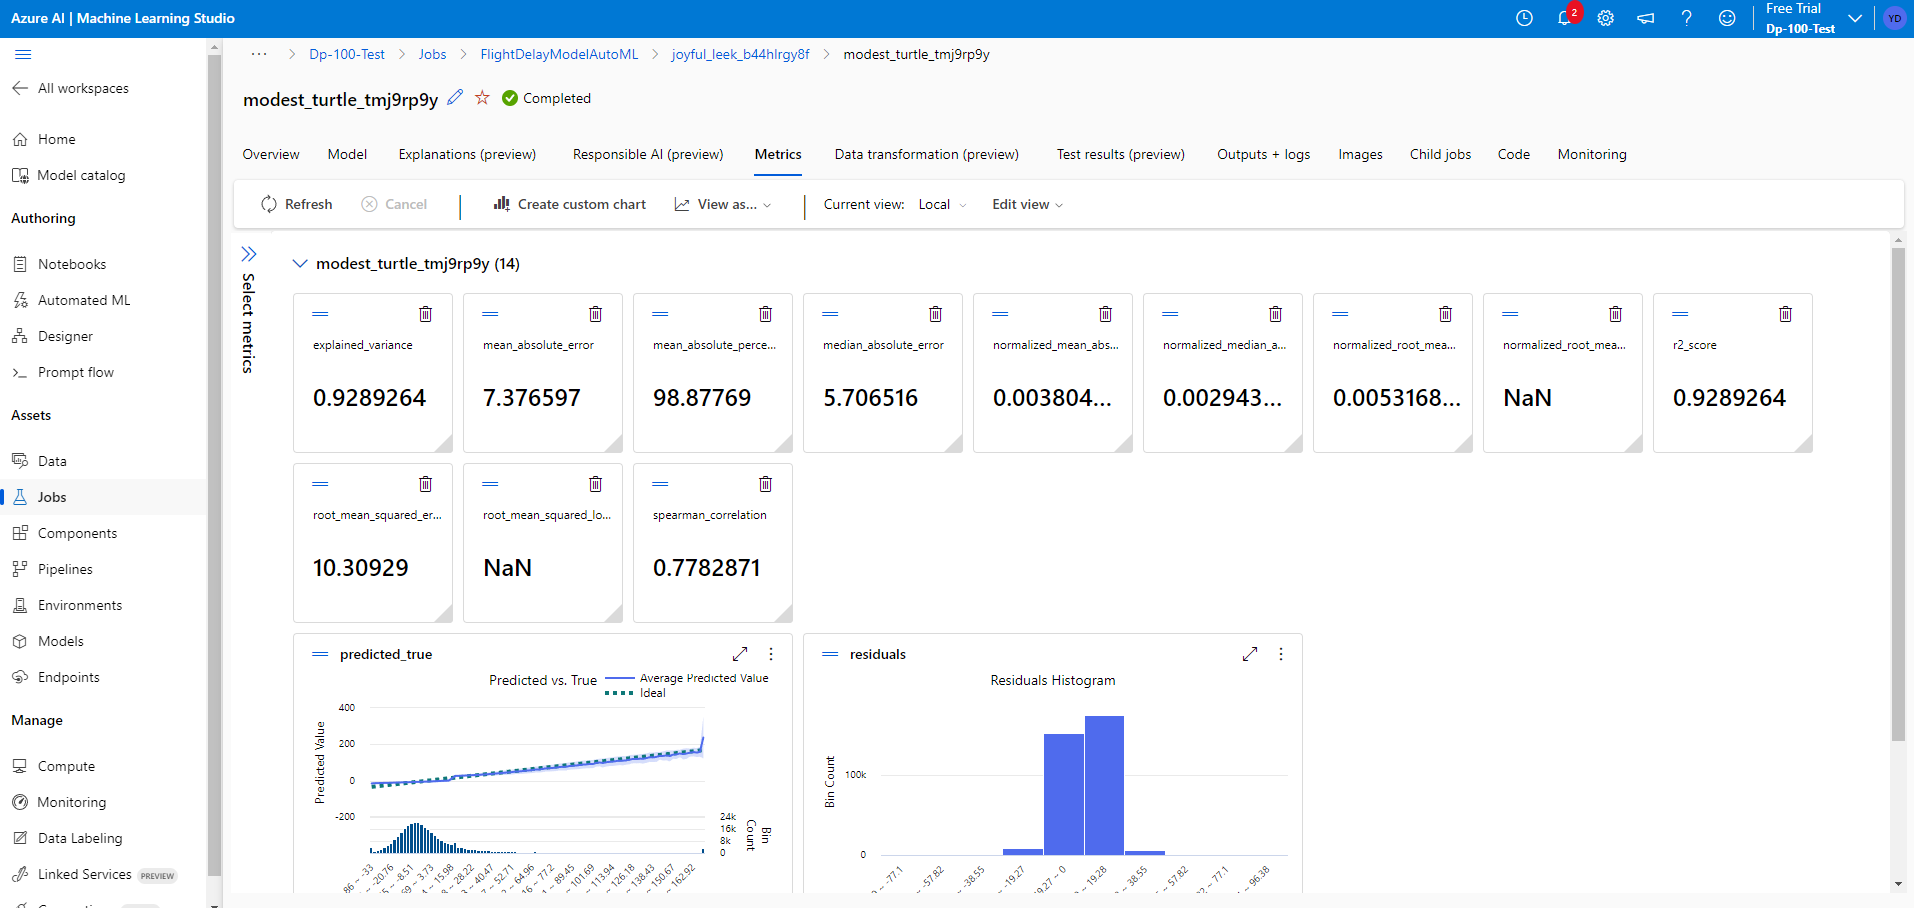 Azure AI | Machine Learning Studio
2
Free Trial
Dp-100-Test
YD
All workspaces
Home
Model catalog
Authoring
Notebooks
Automated ML
Designer
Prompt flow
Assets
Data
Jobs
Components
Pipelines
Environments
Models
Endpoints
Manage
Compute
Monitoring
Data Labeling
Linked Services PREVIEW
··· > Dp-100-Test > Jobs > FlightDelayModelAutoML > joyful_leek_b44hlrgy8f > modest_turtle_tmj9rp9y
modest_turtle_tmj9rp9y Completed
Overview Model Explanations (preview) Responsible AI (preview) Metrics Data transformation (preview) Test results (preview) Outputs + logs Images Child jobs Code Monitoring
Refresh Cancel Create custom chart View as... Current view: Local Edit view
Select metrics
modest_turtle_tmj9rp9y (14)
explained_variance
0.9289264
mean_absolute_error
7.376597
mean_absolute_perce...
98.87769
median_absolute_error
5.706516
normalized_mean_abs...
0.003804...
normalized_median_a...
0.002943...
normalized_root_mea...
0.0053168...
normalized_root_mea...
NaN
r2_score
0.9289264
root_mean_squared_er...
10.30929
root_mean_squared_lo...
NaN
spearman_correlation
0.7782871
predicted_true
Predicted vs. True
Average Predicted Value
Ideal
Predicted Value
400
200
0
-200
24k
16k
8k
0
Bin
Count
86 ~ -33
~ -20.76
~ -8.51
~ 3.73
~ 15.98
~ 28.22
~ 40.47
~ 52.71
~ 64.96
~ 77.2
~ 89.45
~ 101.69
~ 113.94
~ 126.18
~ 138.43
~ 150.67
~ 162.92
residuals
Residuals Histogram
Bin Count
100k
0
~ -77.1
~ -57.82
~ -38.55
~ -19.27
9.27 ~ 0
~ 19.28
~ 38.55
~ 57.82
~ 77.1
~ 96.38